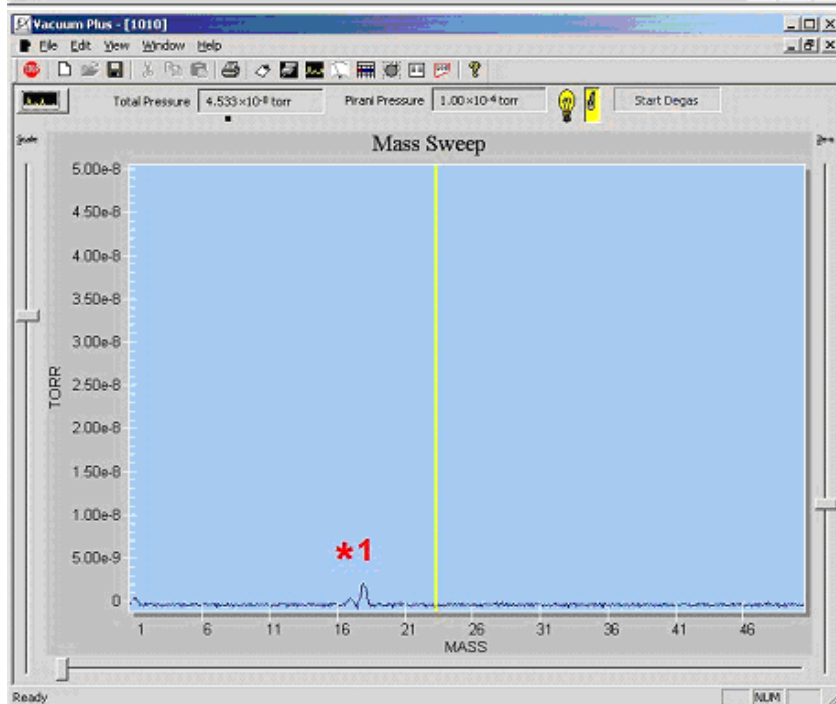 Vacuum Plus - [1010]
File Edit View Window Help
Total Pressure 4.533×10⁻⁸ torr Pirani Pressure 1.00×10⁻⁴ torr Start Degas
Scale
Mass Sweep
5.00e-8
4.50e-8
4.00e-8
3.50e-8
3.00e-8
2.50e-8
2.00e-8
1.50e-8
1.00e-8
5.00e-9
0
TORR
*1
1 6 11 16 21 26 31 36 41 46
MASS
Ready NUM